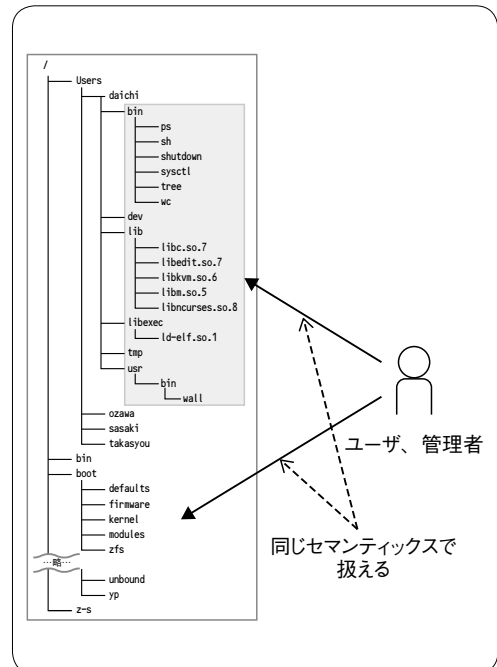 /
Users
daichi
bin
ps
sh
shutdown
sysctl
tree
wc
dev
lib
libc.so.7
libedit.so.7
libkvm.so.6
libm.so.5
libncurses.so.8
libexec
ld-elf.so.1
tmp
usr
bin
wall
ozawa
sasaki
takasyou
bin
boot
defaults
firmware
kernel
modules
zfs
…略…
unbound
yp
z-s
ユーザ、管理者
同じセマンティックスで
扱える